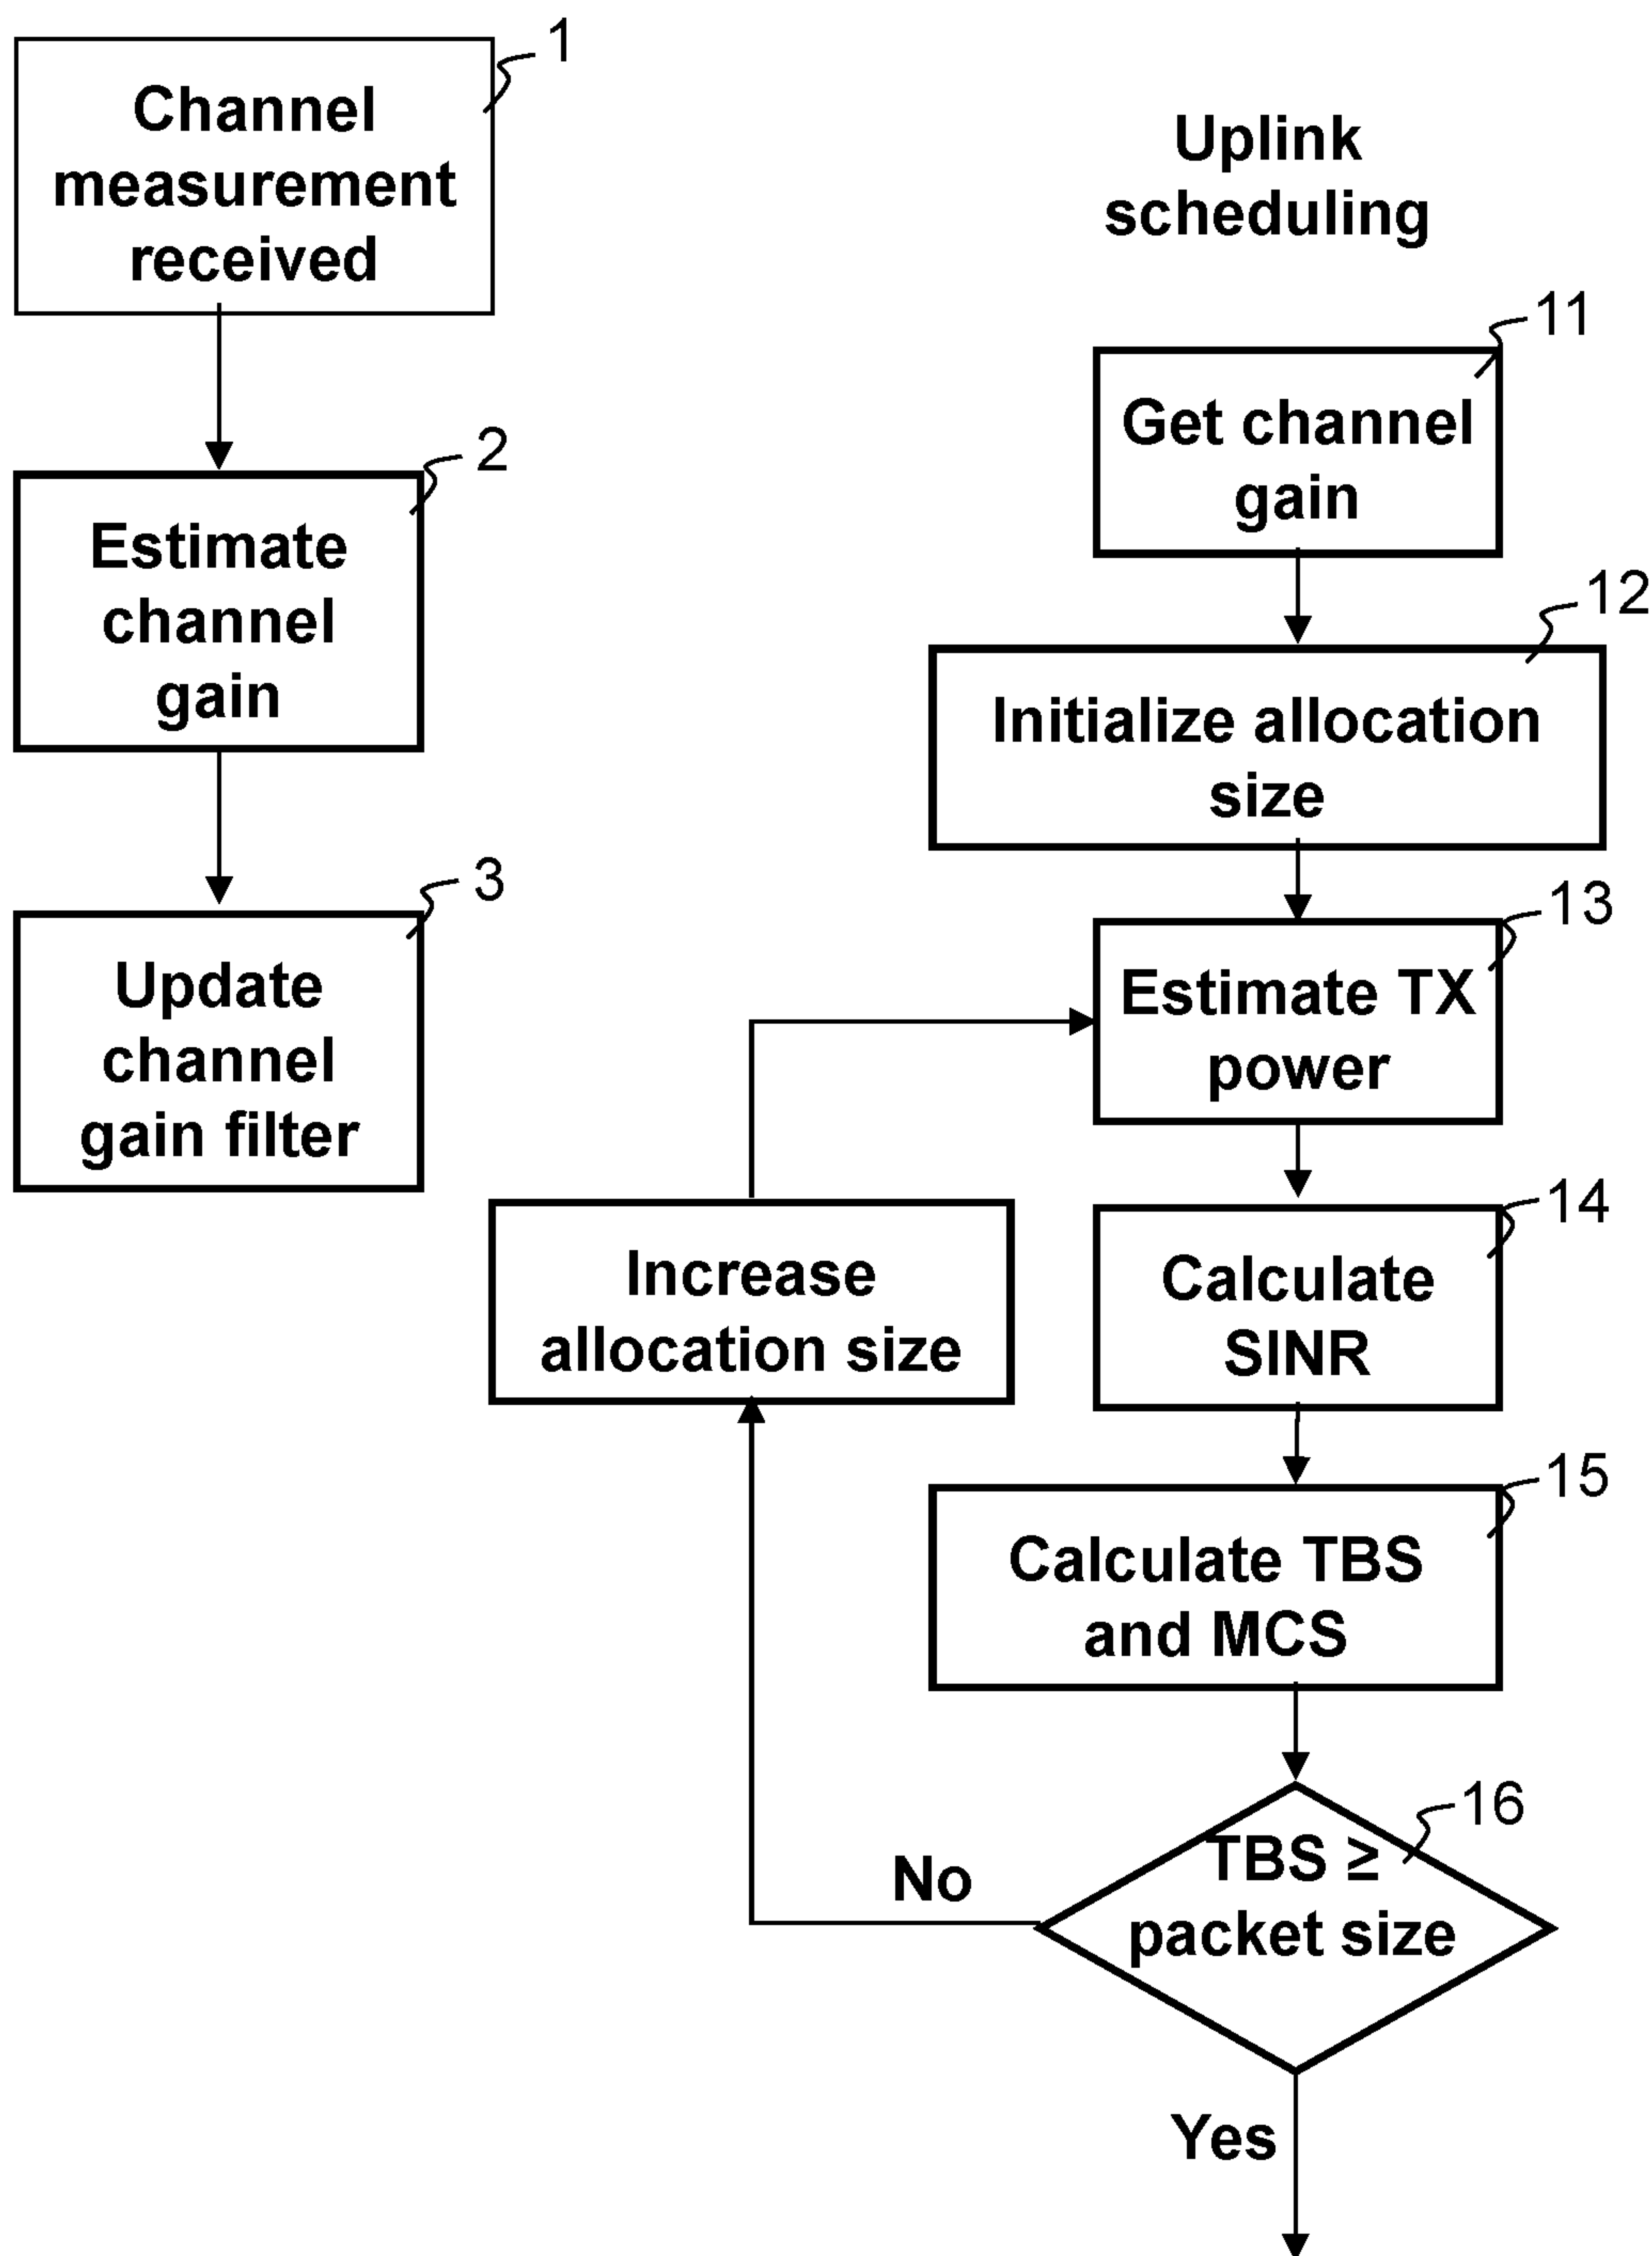 1
Channel
measurement
received
2
Estimate
channel
gain
3
Update
channel
gain filter
Uplink
scheduling
11
Get channel
gain
12
Initialize allocation
size
13
Estimate TX
power
14
Calculate
SINR
15
Calculate TBS
and MCS
16
TBS ≥
packet size
No
Increase
allocation size
Yes